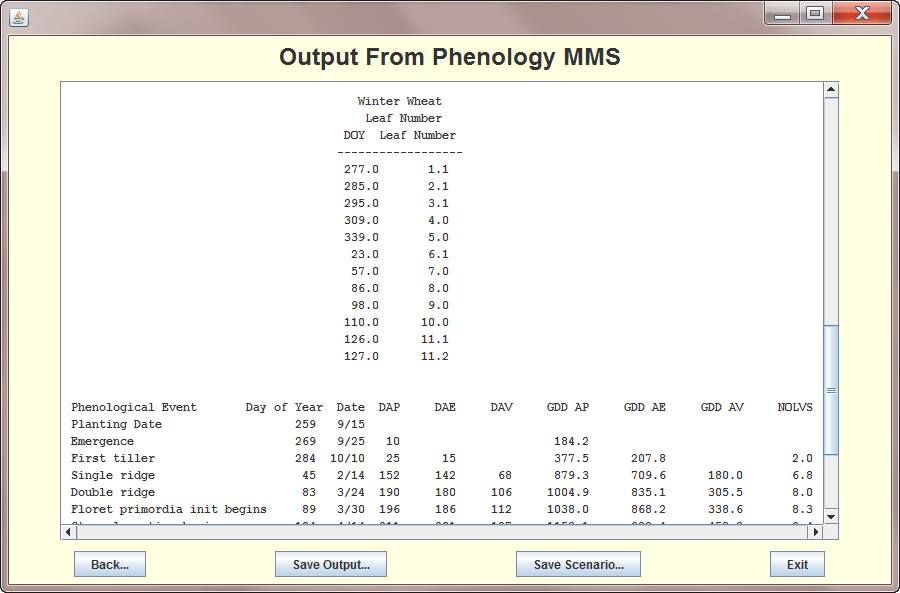 Output From Phenology MMS
Winter Wheat
Leaf Number
DOY Leaf Number
------------------
277.0 1.1
285.0 2.1
295.0 3.1
309.0 4.0
339.0 5.0
23.0 6.1
57.0 7.0
86.0 8.0
98.0 9.0
110.0 10.0
126.0 11.1
127.0 11.2
Phenological Event Day of Year Date DAP DAE DAV GDD AP GDD AE GDD AV NOLVS
Planting Date 259 9/15
Emergence 269 9/25 10 184.2
First tiller 284 10/10 25 15 377.5 207.8 2.0
Single ridge 45 2/14 152 142 68 879.3 709.6 180.0 6.8
Double ridge 83 3/24 190 180 106 1004.9 835.1 305.5 8.0
Floret primordia init begins 89 3/30 196 186 112 1038.0 868.2 338.6 8.3
Back... Save Output... Save Scenario... Exit